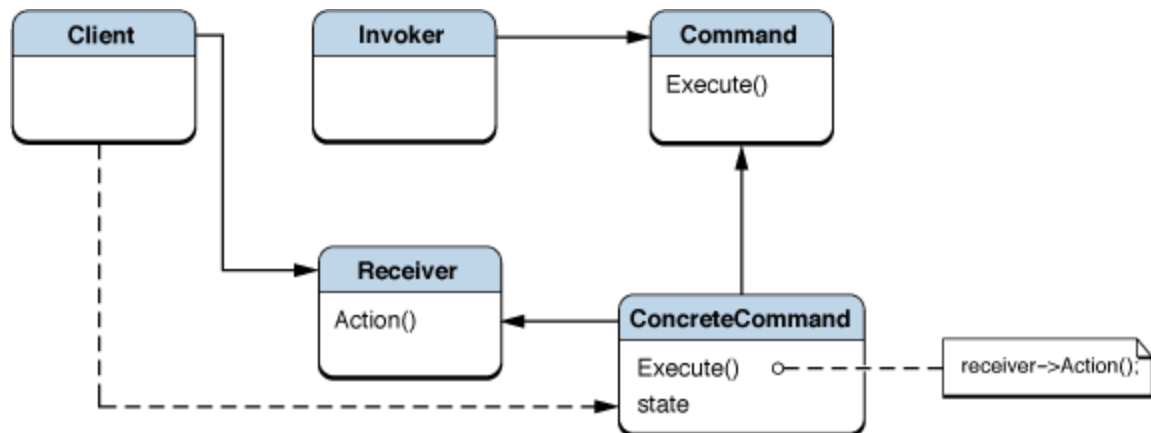 Client
Invoker
Command
Execute()
Receiver
Action()
ConcreteCommand
Execute()
state
receiver->Action();